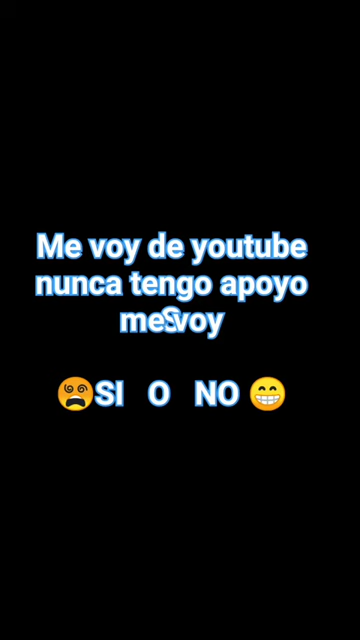 Me voy de youtube
nunca tengo apoyo
me voy
S
😵‍💫SI O NO 😁